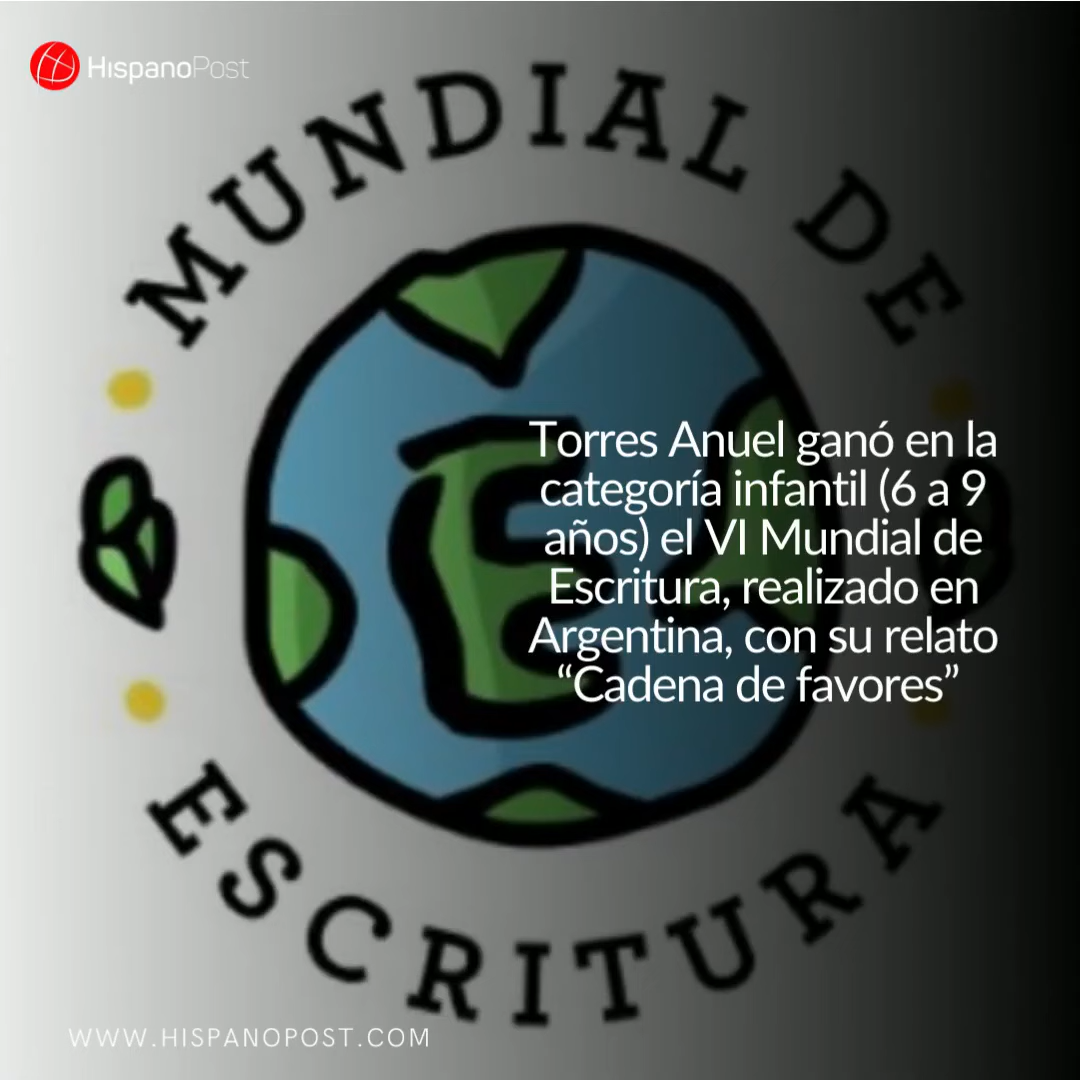 HispanoPost
MUNDIAL DE
Torres Anuel ganó en la
categoría infantil (6 a 9
años) el VI Mundial de
Escritura, realizado en
Argentina, con su relato
“Cadena de favores”
E
ESCRITURA
WWW.HISPANOPOST.COM